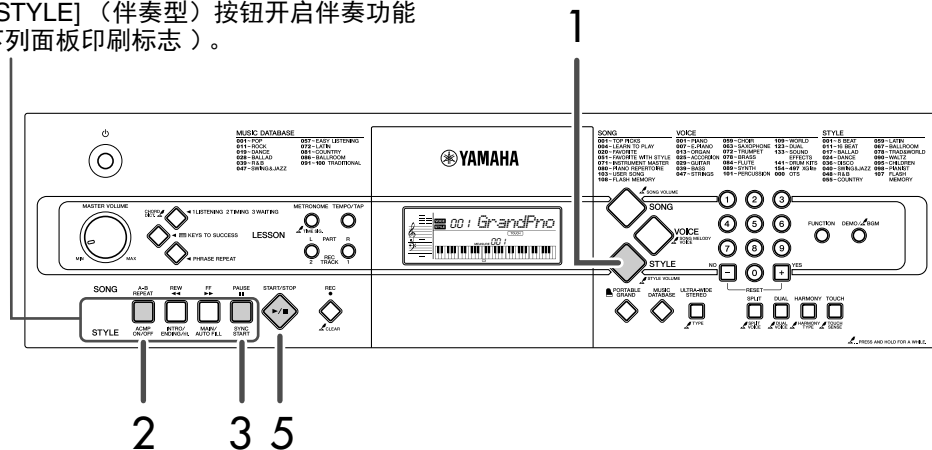 STYLE] （伴奏型）按钮开启伴奏功能
下列面板印刷标志 ）。
1
MUSIC DATABASE
001~POP
011~ROCK
019~DANCE
028~BALLAD
039~R&B
047~SWING&JAZZ
057~EASY LISTENING
072~LATIN
081~COUNTRY
086~BALLROOM
091~100 TRADITIONAL
YAMAHA
SONG
001~TOP PICKS
004~LEARN TO PLAY
020~FAVORITE
051~FAVORITE WITH STYLE
071~INSTRUMENT MASTER
080~PIANO REPERTOIRE
103~USER SONG
108~FLASH MEMORY
VOICE
001~PIANO
007~E.PIANO
013~ORGAN
025~ACCORDION
029~GUITAR
039~BASS
047~STRINGS
059~CHOIR
063~SAXOPHONE
072~TRUMPET
078~BRASS
084~FLUTE
089~SYNTH
101~PERCUSSION
109~WORLD
123~DUAL
133~SOUND
EFFECTS
141~DRUM KITS
154~497 XGlite
000 OTS
STYLE
001~8 BEAT
011~16 BEAT
017~BALLAD
024~DANCE
036~DISCO
040~SWING&JAZZ
048~R&B
055~COUNTRY
059~LATIN
067~BALLROOM
078~TRAD&WORLD
090~WALTZ
095~CHILDREN
098~PIANIST
107 FLASH
MEMORY
MASTER VOLUME
MIN
MAX
CHORD
DICT.
1 LISTENING 2 TIMING 3 WAITING
KEYS TO SUCCESS
PHRASE REPEAT
LESSON
METRONOME
TEMPO/TAP
TIME SIG.
L PART R
2 REC TRACK 1
001 GrandPno
001
SONG VOLUME
SONG
VOICE
SONG MELODY
VOICE
STYLE
STYLE VOLUME
1 2 3
4 5 6
7 8 9
NO - 0 + YES
RESET
FUNCTION
DEMO/ BGM
SONG
A-B
REPEAT
REW
FF
PAUSE
START/STOP
REC
CLEAR
STYLE
ACMP
ON/OFF
INTRO/
ENDING/rit.
MAIN/
AUTO FILL
SYNC
START
PORTABLE
GRAND
MUSIC
DATABASE
ULTRA-WIDE
STEREO
TYPE
SPLIT
SPLIT
VOICE
DUAL
DUAL
VOICE
HARMONY
HARMONY
TYPE
TOUCH
TOUCH
SENSE
PRESS AND HOLD FOR A WHILE.
2 3 5